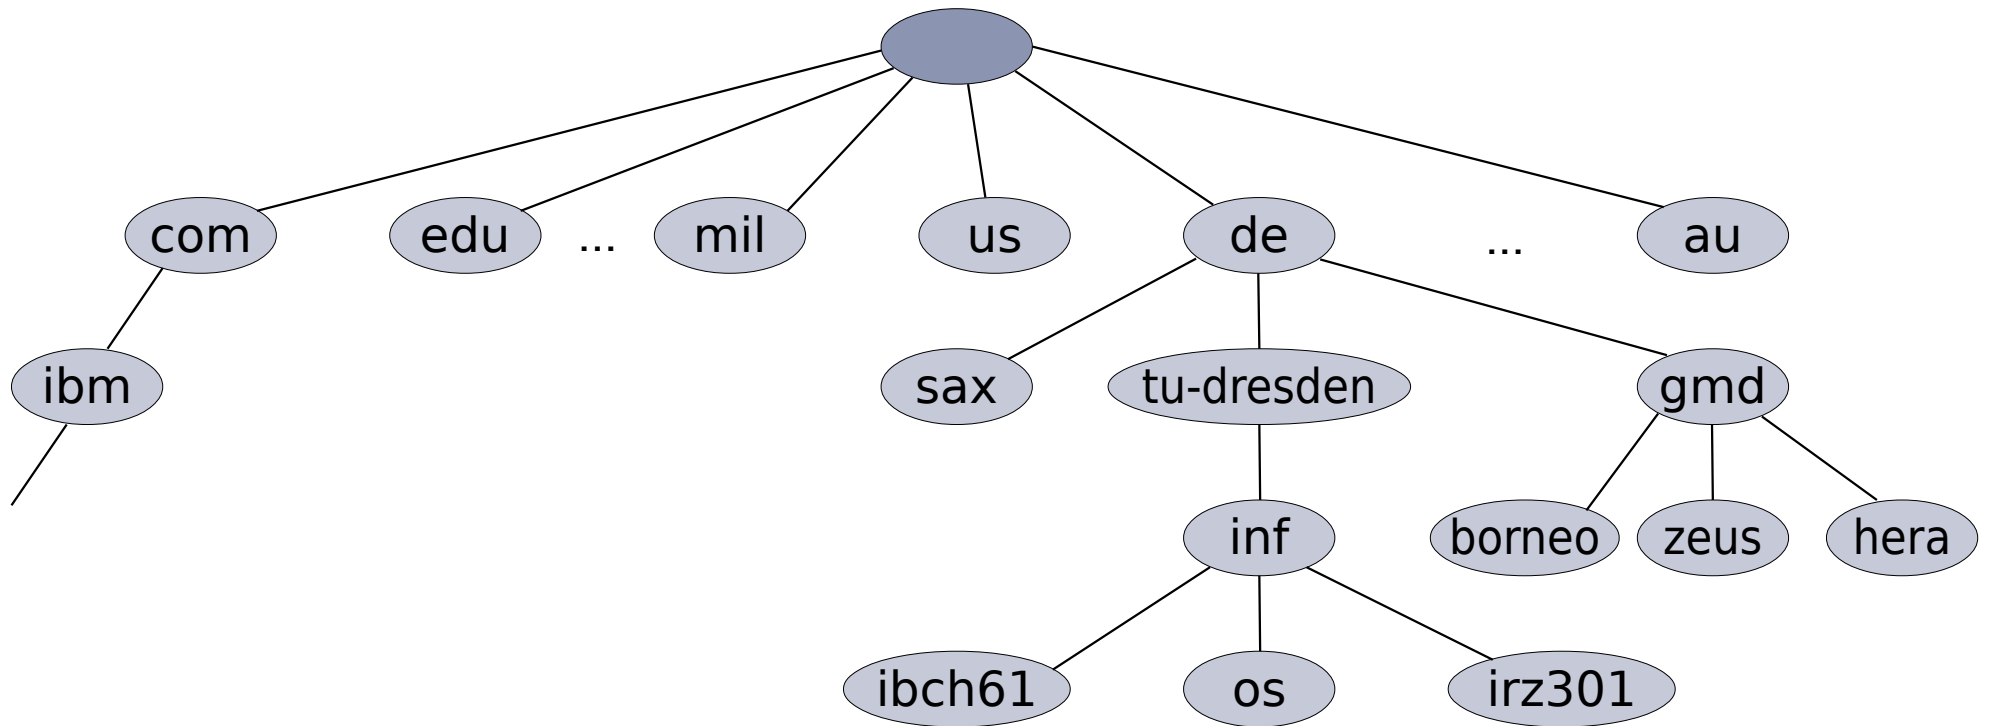 com edu ... mil us de ... au
ibm sax tu-dresden gmd
inf borneo zeus hera
ibch61 os irz301